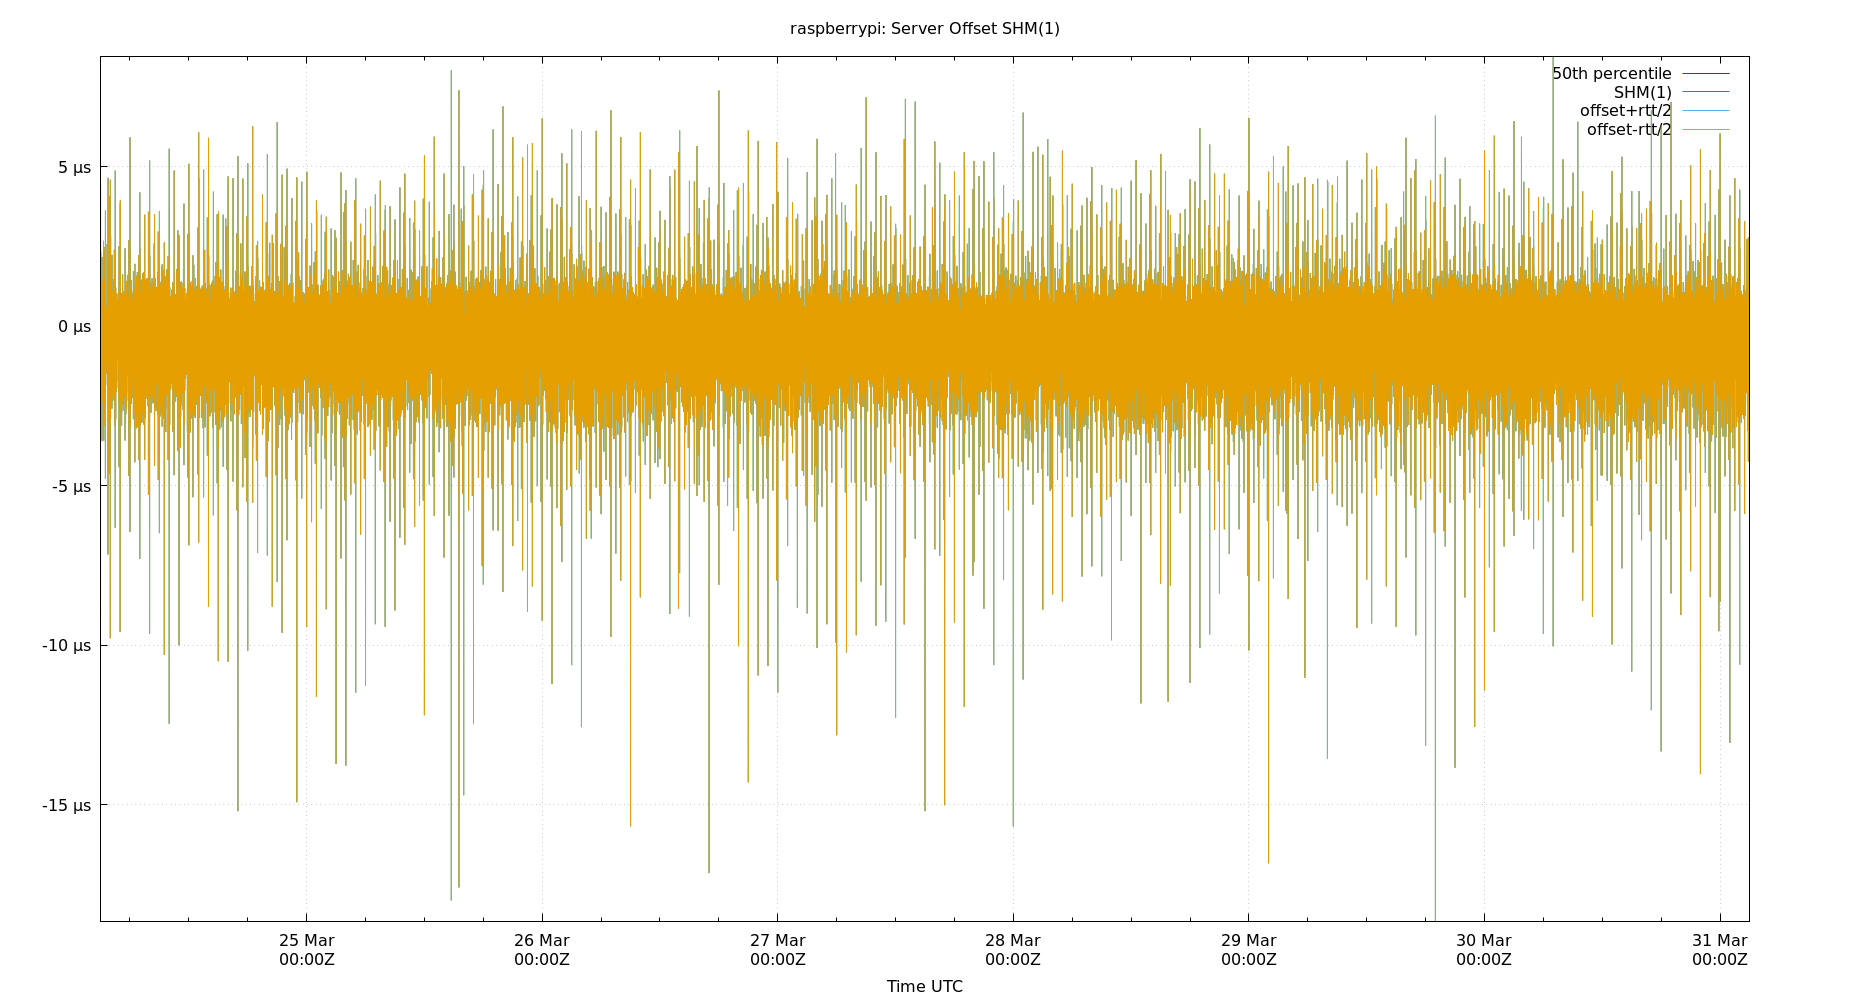 raspberrypi: Server Offset SHM(1)
50th percentile
SHM(1)
offset+rtt/2
offset-rtt/2
5 µs
0 µs
-5 µs
-10 µs
-15 µs
25 Mar 26 Mar 27 Mar 28 Mar 29 Mar 30 Mar 31 Mar
00:00Z 00:00Z 00:00Z 00:00Z 00:00Z 00:00Z 00:00Z
Time UTC